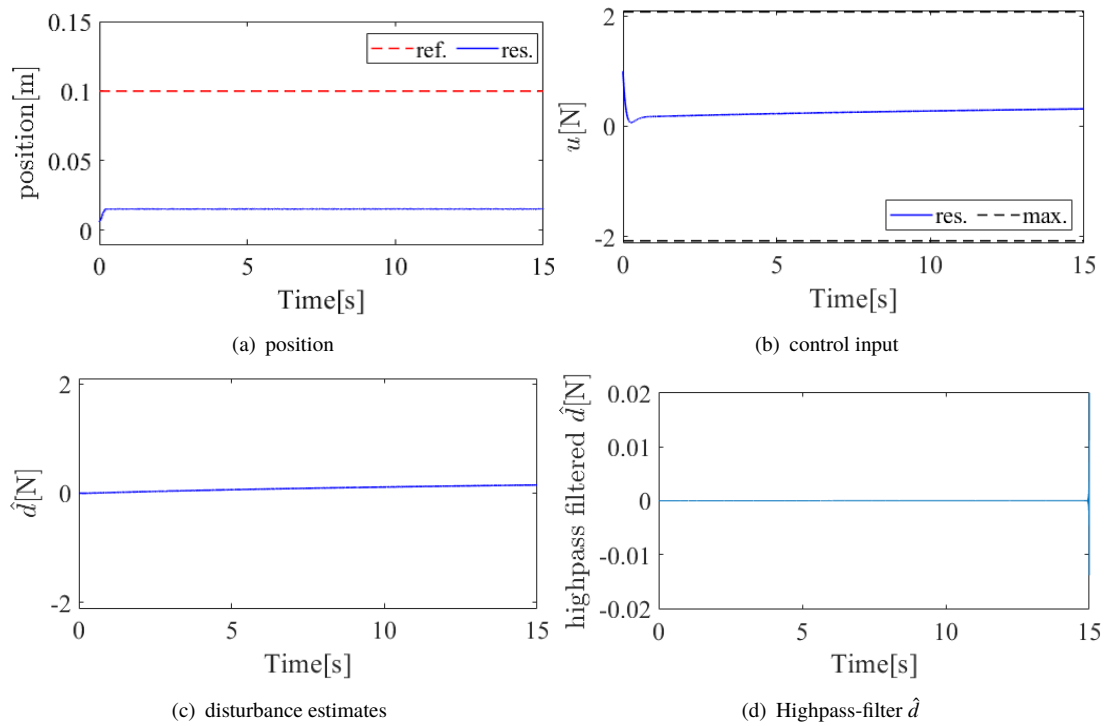 0.15
0.1
0.05
0
position[m]
ref. res.
0 5 10 15
Time[s]
(a) position
2
0
-2
u[N]
res. max.
0 5 10 15
Time[s]
(b) control input
2
0
-2
d̂[N]
0 5 10 15
Time[s]
(c) disturbance estimates
0.02
0.01
0
-0.01
-0.02
highpass filtered d̂[N]
0 5 10 15
Time[s]
(d) Highpass-filter d̂